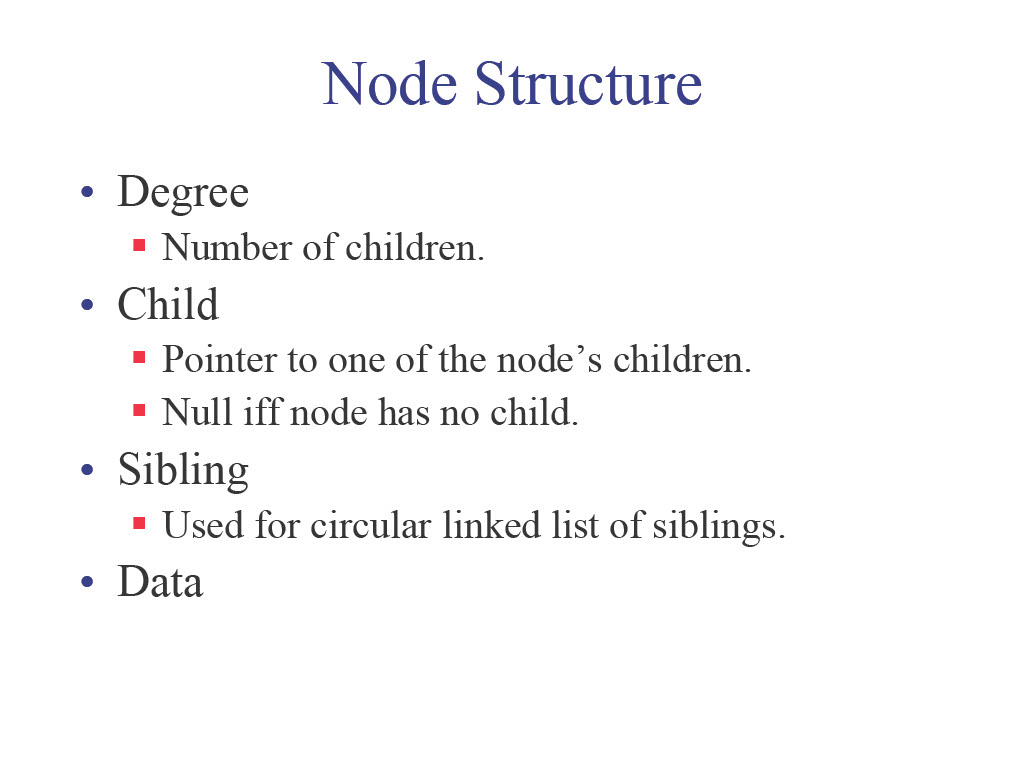 Node Structure
• Degree
▪ Number of children.
• Child
▪ Pointer to one of the node’s children.
▪ Null iff node has no child.
• Sibling
▪ Used for circular linked list of siblings.
• Data